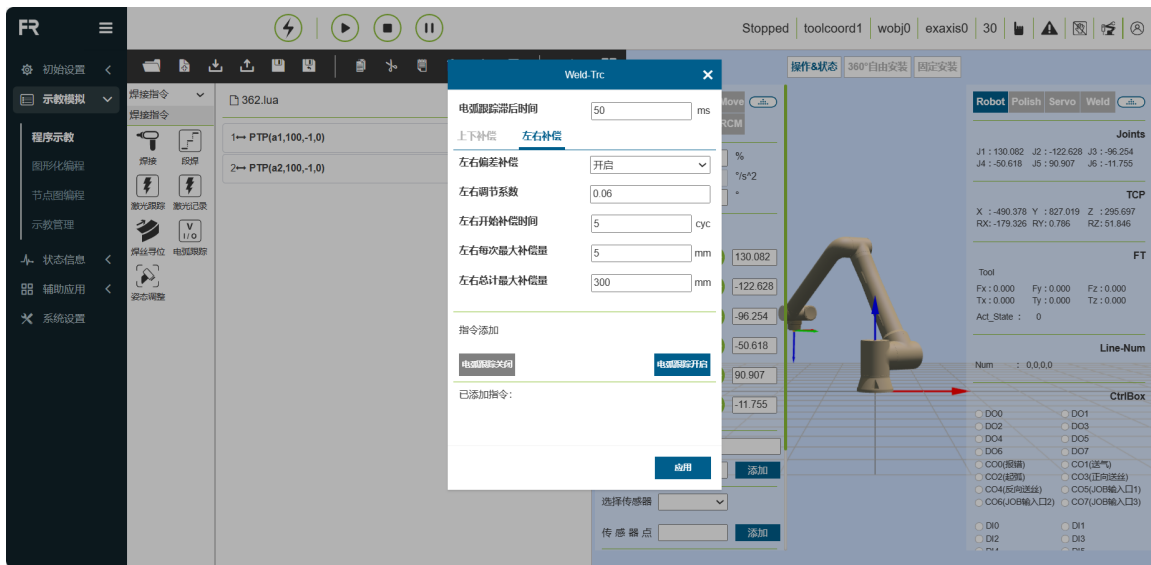 FR
Stopped toolcoord1 wobj0 exaxis0 30
初始设置
示教模拟
程序示教
图形化编程
节点图编程
示教管理
状态信息
辅助应用
系统设置
焊接指令
焊接指令
焊接
段焊
激光跟踪
激光记录
焊丝寻位
电弧跟踪
V
I/O
姿态调整
362.lua
1 PTP(a1,100,-1,0)
2 PTP(a2,100,-1,0)
Weld-Trc
电弧跟踪滞后时间 50 ms
上下补偿 左右补偿
左右偏差补偿 开启
左右调节系数 0.06
左右开始补偿时间 5 cyc
左右每次最大补偿量 5 mm
左右总计最大补偿量 300 mm
指令添加
电弧跟踪关闭 电弧跟踪开启
已添加指令:
应用
Move
RCM
%
°/s^2
°
130.082
-122.628
-96.254
-50.618
90.907
-11.755
添加
选择传感器
传感器点 添加
操作&状态 360°自由安装 固定安装
Robot Polish Servo Weld
Joints
J1 : 130.082 J2 : -122.628 J3 : -96.254
J4 : -50.618 J5 : 90.907 J6 : -11.755
TCP
X : -490.378 Y : 827.019 Z : 295.697
RX: -179.326 RY: 0.786 RZ: 51.846
FT
Tool
Fx : 0.000 Fy : 0.000 Fz : 0.000
Tx : 0.000 Ty : 0.000 Tz : 0.000
Act_State : 0
Line-Num
Num : 0,0,0,0
CtrlBox
DO0 DO1
DO2 DO3
DO4 DO5
DO6 DO7
CO0(报错) CO1(送气)
CO2(起弧) CO3(正向送丝)
CO4(反向送丝) CO5(JOB输入口1)
CO6(JOB输入口2) CO7(JOB输入口3)
DI0 DI1
DI2 DI3
DI4 DI5